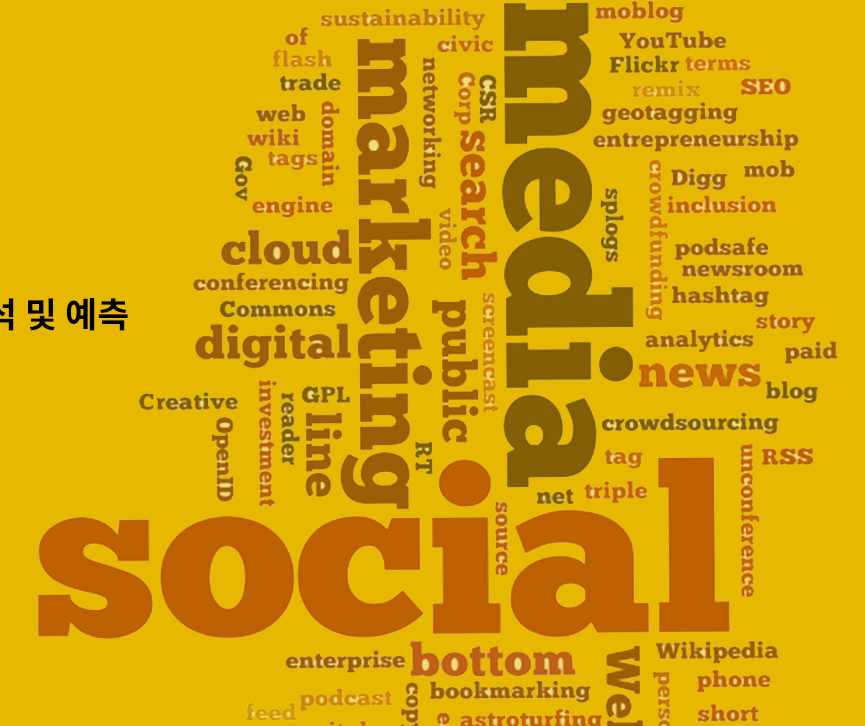 sustainability
moblog
of
civic
YouTube
flash
Flickr
terms
trade
networking
CSR
Corp
remix
SEO
marketing
media
web
domain
geotagging
wiki
search
entrepreneurship
tags
Gov
crowdfunding
Digg
mob
engine
video
splogs
inclusion
cloud
podsafe
conferencing
newsroom
Commons
public
screencast
hashtag
석 및 예측
digital
story
analytics
paid
news
Creative
investment
reader
GPL
blog
OpenID
line
RT
crowdsourcing
tag
unconference
RSS
net
triple
social
source
enterprise
bottom
Wikipedia
phone
podcast
bookmarking
feed
astroturfing
short